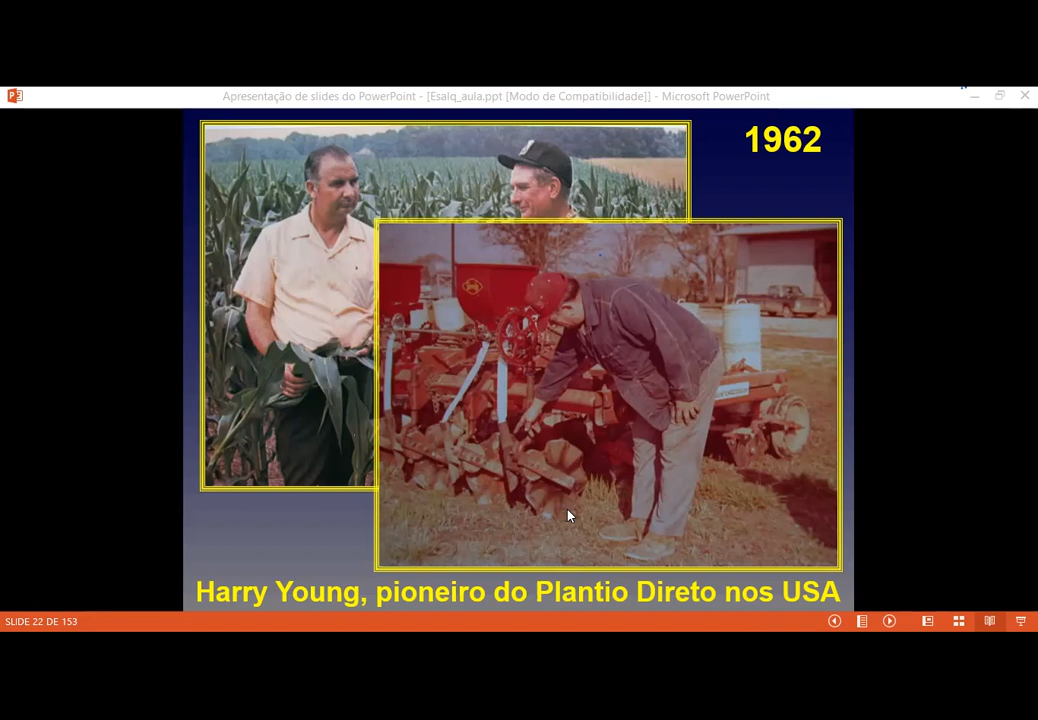 Apresentação de slides do PowerPoint - [Esalq_aula.ppt [Modo de Compatibilidade]] - Microsoft PowerPoint
1962
Harry Young, pioneiro do Plantio Direto nos USA
SLIDE 22 DE 153